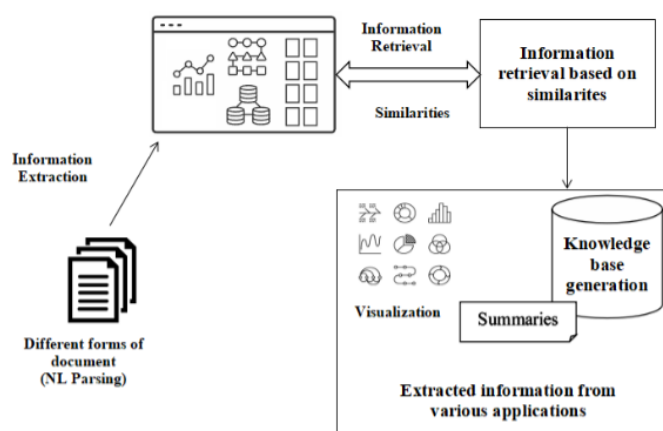 Information
Retrieval
Similarities
Information
retrieval based on
similarites
Information
Extraction
Different forms of
document
(NL Parsing)
Visualization
Knowledge
base
generation
Summaries
Extracted information from
various applications